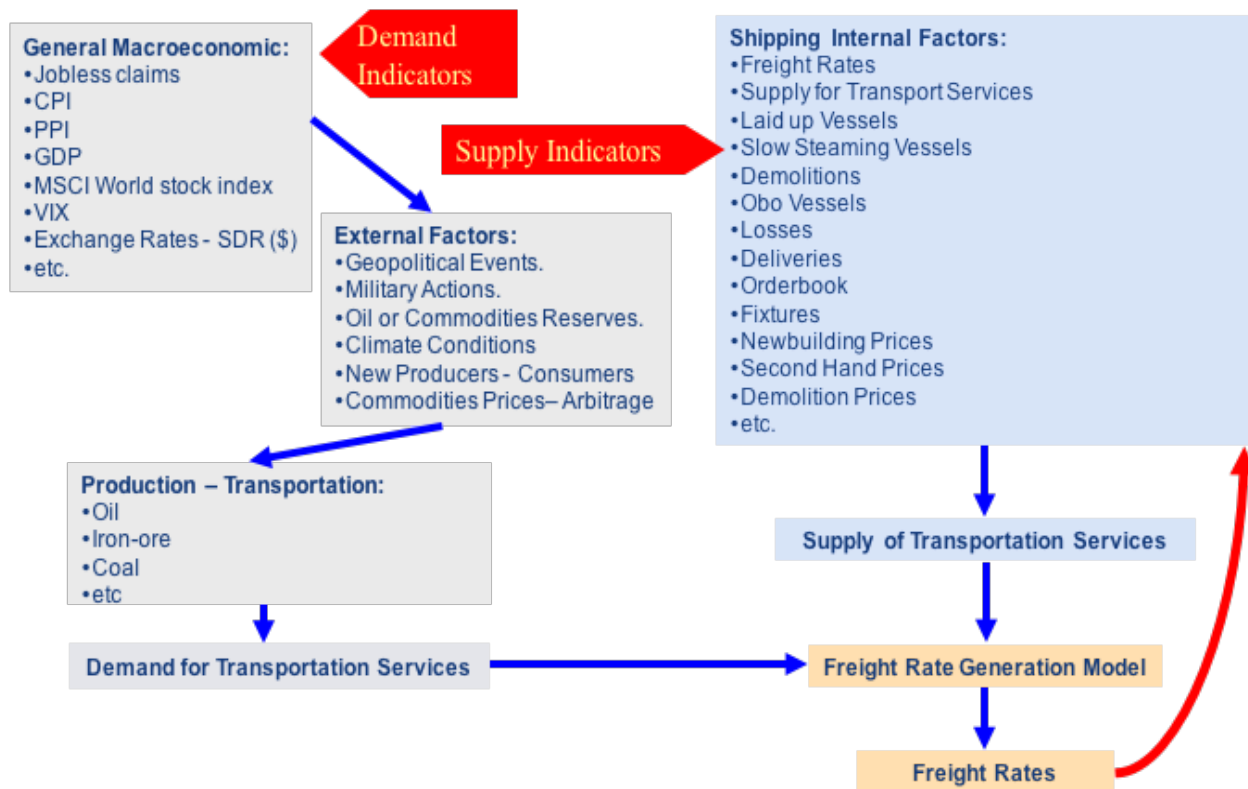 General Macroeconomic:
•Jobless claims
•CPI
•PPI
•GDP
•MSCI World stock index
•VIX
•Exchange Rates - SDR ($)
•etc.
Demand
Indicators
Supply Indicators
Shipping Internal Factors:
•Freight Rates
•Supply for Transport Services
•Laid up Vessels
•Slow Steaming Vessels
•Demolitions
•Obo Vessels
•Losses
•Deliveries
•Orderbook
•Fixtures
•Newbuilding Prices
•Second Hand Prices
•Demolition Prices
•etc.
External Factors:
•Geopolitical Events.
•Military Actions.
•Oil or Commodities Reserves.
•Climate Conditions
•New Producers - Consumers
•Commodities Prices– Arbitrage
Production – Transportation:
•Oil
•Iron-ore
•Coal
•etc
Supply of Transportation Services
Demand for Transportation Services
Freight Rate Generation Model
Freight Rates